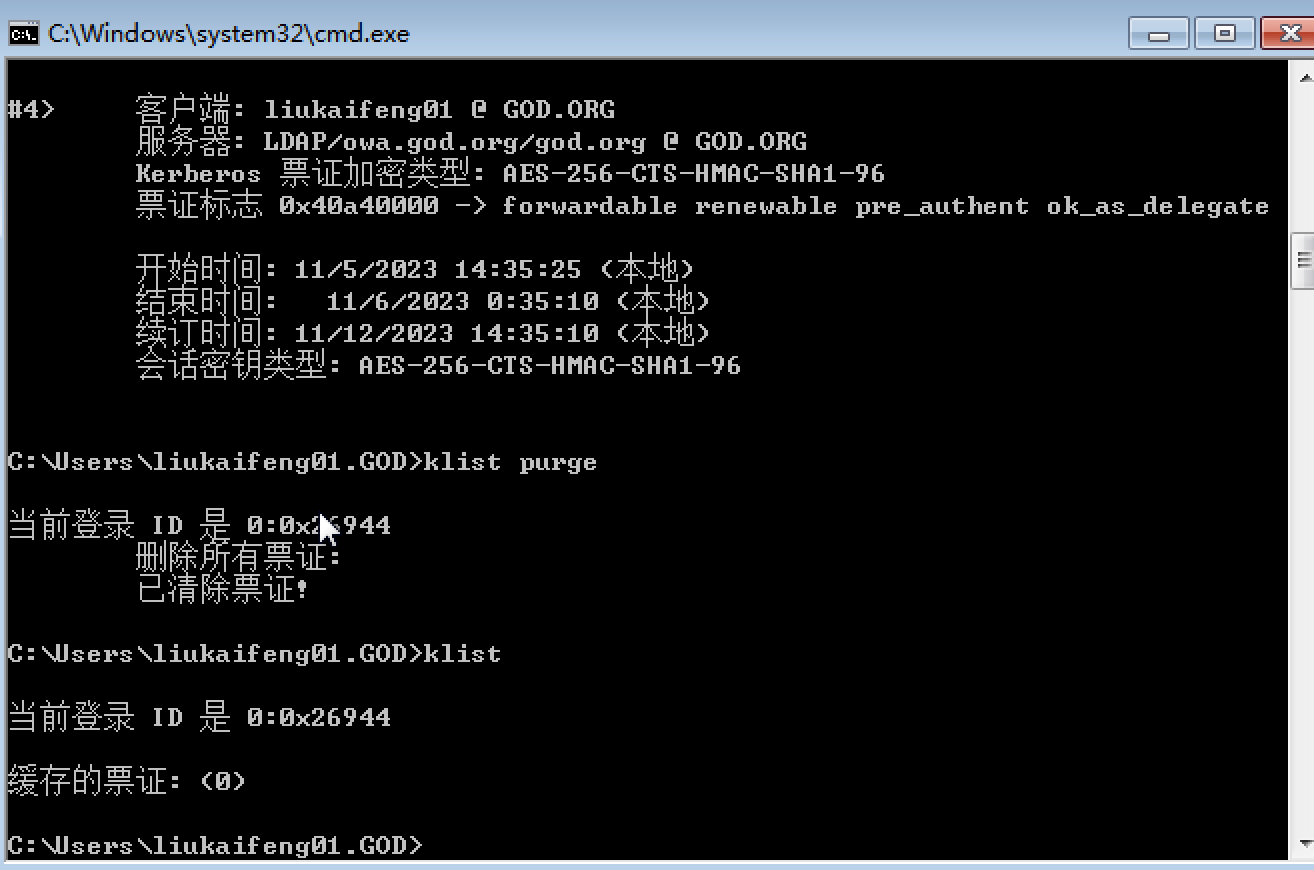 C:\Windows\system32\cmd.exe
#4> 客户端: liukaifeng01 @ GOD.ORG
服务器: LDAP/owa.god.org/god.org @ GOD.ORG
Kerberos 票证加密类型: AES-256-CTS-HMAC-SHA1-96
票证标志 0x40a40000 -> forwardable renewable pre_authent ok_as_delegate
开始时间: 11/5/2023 14:35:25 (本地)
结束时间: 11/6/2023 0:35:10 (本地)
续订时间: 11/12/2023 14:35:10 (本地)
会话密钥类型: AES-256-CTS-HMAC-SHA1-96
C:\Users\liukaifeng01.GOD>klist purge
当前登录 ID 是 0:0x26944
删除所有票证:
已清除票证!
C:\Users\liukaifeng01.GOD>klist
当前登录 ID 是 0:0x26944
缓存的票证: (0)
C:\Users\liukaifeng01.GOD>